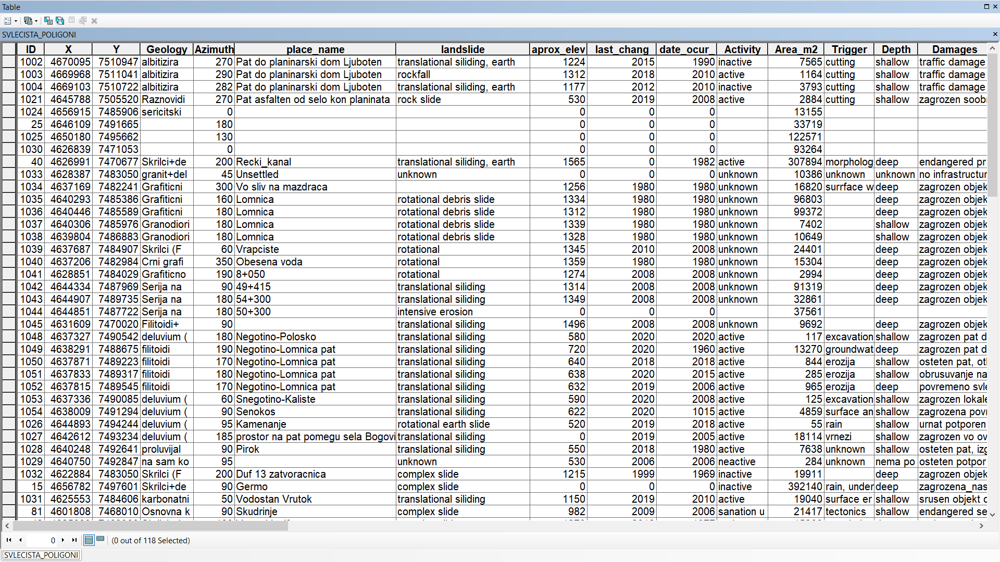 Table
SVLECISTA_POLIGONI
ID X Y Geology Azimuth place_name landslide aprox_elev last_chang date_ocur_ Activity Area_m2 Trigger Depth Damages
1002 4670095 7510947 albitizira 270 Pat do planinarski dom Ljuboten translational siliding, earth 1224 2015 1990 inactive 7565 cutting shallow traffic damage
1003 4669968 7511041 albitizira 290 Pat do planinarski dom Ljuboten rockfall 1312 2018 2010 active 1164 cutting shallow traffic damage
1004 4669103 7510722 albitizira 282 Pat do planinarski dom Ljuboten translational siliding, earth 1177 2012 2010 inactive 3793 cutting shallow traffic damage
1021 4645788 7505520 Raznovidi 270 Pat asfalten od selo kon planinata rock slide 530 2019 2008 active 2884 cutting shallow zagrozen soob
1024 4656915 7485906 sericitski 0 0 0 0 13155
25 4646109 7491665 180 0 0 0 33719
1025 4650180 7495662 130 0 0 0 122571
1030 4626839 7471053 0 0 0 0 93264
40 4626991 7470677 Skrilci+de 200 Recki_kanal translational siliding, earth 1565 0 1982 active 307894 morpholog deep endangered pr
1033 4628387 7483050 granit+del 45 Unsettled unknown 0 0 0 unknown 10386 unknown unknown no infrastructur
1034 4637169 7482241 Grafiticni 300 Vo sliv na mazdraca 1256 1980 1980 unknown 16820 surrface w deep zagrozen objek
1035 4640293 7485386 Grafiticni 160 Lomnica rotational debris slide 1334 1980 1980 unknown 96803 deep zagrozen objek
1036 4640446 7485589 Grafiticni 180 Lomnica rotational debris slide 1312 1980 1980 unknown 99372 deep zagrozen objek
1037 4640306 7485976 Granodiori 180 Lomnica rotational debris slide 1339 1980 1980 unknown 7402 shallow zagrozen objek
1038 4639804 7486883 Granodiori 180 Lomnica rotational debris slide 1328 1980 1980 unknown 10649 shallow zagrozen objek
1039 4637687 7484907 Skrilci (F 60 Vrapciste rotational 1345 2010 2008 unknown 24401 deep zagrozen objek
1040 4637206 7482984 Crni grafi 350 Obesena voda rotational 1359 1980 1980 unknown 15304 deep zagrozen objek
1041 4628851 7484029 Grafiticno 190 8+050 rotational 1274 2008 2008 unknown 2994 deep zagrozen objek
1042 4644334 7487969 Serija na 90 49+415 translational siliding 1314 2008 2008 unknown 91319 deep zagrozen objek
1043 4644907 7489735 Serija na 180 54+300 translational siliding 1349 2008 2008 unknown 32861 deep zagrozen objek
1044 4644851 7487722 Serija na 180 50+300 intensive erosion 0 0 0 37561
1045 4631609 7470020 Filitoidi+ 90 translational siliding 1496 2008 2008 unknown 9692 deep zagrozen objek
1048 4637327 7490542 deluvium ( 180 Negotino-Polosko translational siliding 580 2020 2020 active 117 excavation shallow zagrozen pat d
1049 4638291 7488675 filitoidi 190 Negotino-Lomnica pat translational siliding 720 2020 1960 active 13270 groundwat deep zagrozen pat d
1050 4637871 7489223 filitoidi 170 Negotino-Lomnica pat translational siliding 640 2018 2018 active 844 erozija shallow osteten pat, otl
1051 4637833 7489317 filitoidi 180 Negotino-Lomnica pat translational siliding 638 2020 2015 active 285 erozija shallow obrusuvanje na
1052 4637815 7489545 filitoidi 170 Negotino-Lomnica pat translational siliding 632 2019 2006 active 965 erozija deep povremeno svle
1053 4637336 7490085 deluvium ( 60 Snegotino-Kaliste translational siliding 590 2020 2008 active 125 excavation shallow zagrozen lokale
1054 4638009 7491294 deluvium ( 90 Senokos translational siliding 622 2020 1015 active 4859 surface an shallow zagrozena povr
1026 4644893 7494244 deluvium ( 95 Kamenanje rotational earth slide 520 2019 2018 active 55 rain shallow urnat potporen
1027 4642612 7493234 deluvium ( 185 prostor na pat pomegu sela Bogovi translational siliding 0 2019 2005 active 18114 vrnezi shallow zagrozen vo ov
1028 4640248 7492641 proluvijal 90 Pirok translational siliding 550 2018 1980 active 7638 unknown shallow osteten pat, izg
1029 4640750 7492847 na sam ko 95 unknown 530 2006 2006 neactive 284 unknown nema po osteten potpor
1032 4622884 7483050 Skrilci (F 200 Duf 13 zatvoracnica complex slide 1215 1999 1969 inactive 19911 deep zagrozen objek
15 4656782 7497601 Skrilci+de 90 Germo complex slide 0 0 0 inactive 392140 rain, under deep zagrozena_nas
1031 4625553 7484606 karbonatni 50 Vodostan Vrutok translational siliding 1150 2019 2010 active 19040 surface er shallow srusen objekt o
81 4601808 7468010 Osnovna k 90 Skudrinje complex slide 982 2009 2006 sanation u 21417 tectonics shallow endangered se
0 (0 out of 118 Selected)
SVLECISTA_POLIGONI